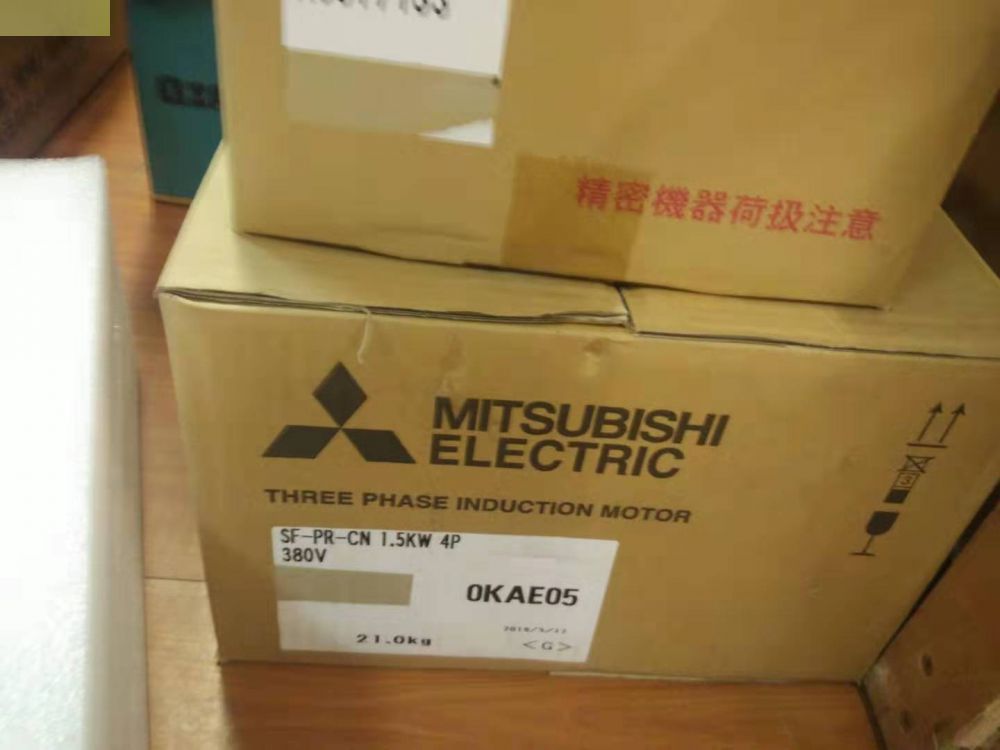 精密機器荷扱注意
MITSUBISHI
ELECTRIC
THREE PHASE INDUCTION MOTOR
SF-PR-CN 1.5KW 4P
380V
0KAE05
21.0kg
<G>
3